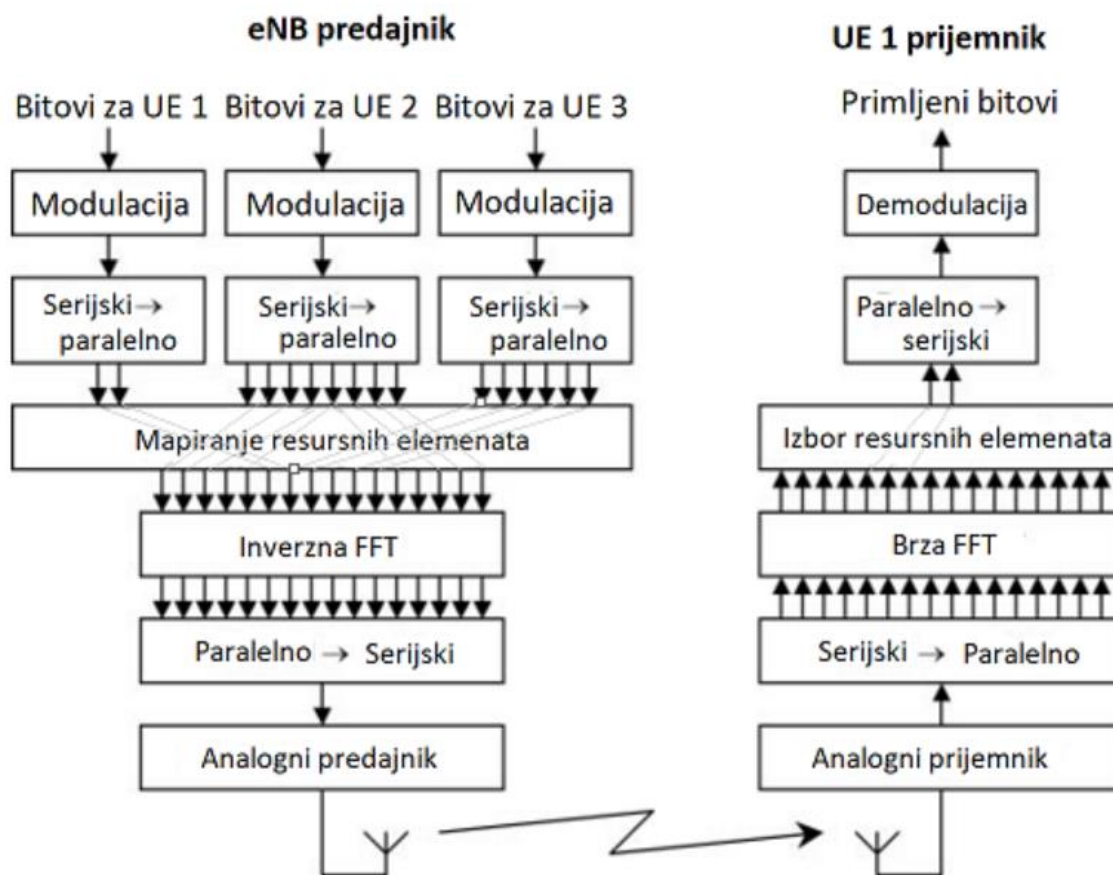 eNB predajnik
Bitovi za UE 1
Bitovi za UE 2
Bitovi za UE 3
Modulacija
Modulacija
Modulacija
Serijski→
paralelno
Serijski→
paralelno
Serijski→
paralelno
Mapiranje resursnih elemenata
Inverzna FFT
Paralelno → Serijski
Analogni predajnik
UE 1 prijemnik
Primljeni bitovi
Demodulacija
Paralelno →
serijski
Izbor resursnih elemenata
Brza FFT
Serijski → Paralelno
Analogni prijemnik